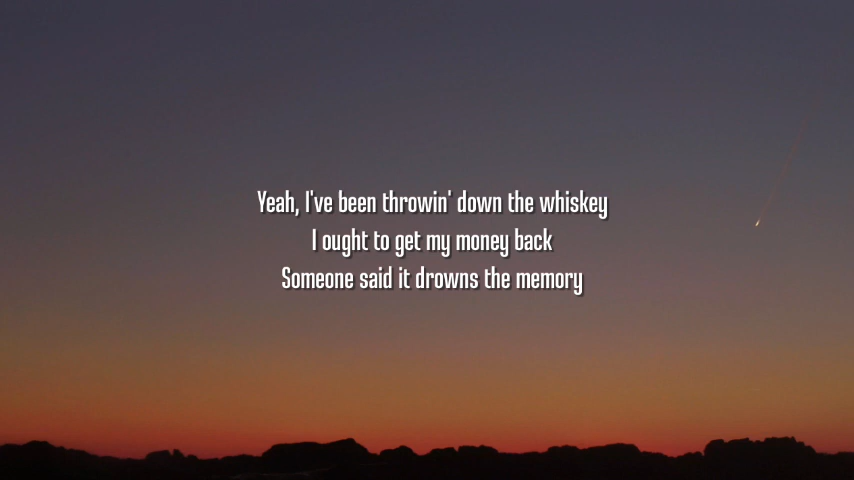 Yeah, I've been throwin' down the whiskey
I ought to get my money back
Someone said it drowns the memory